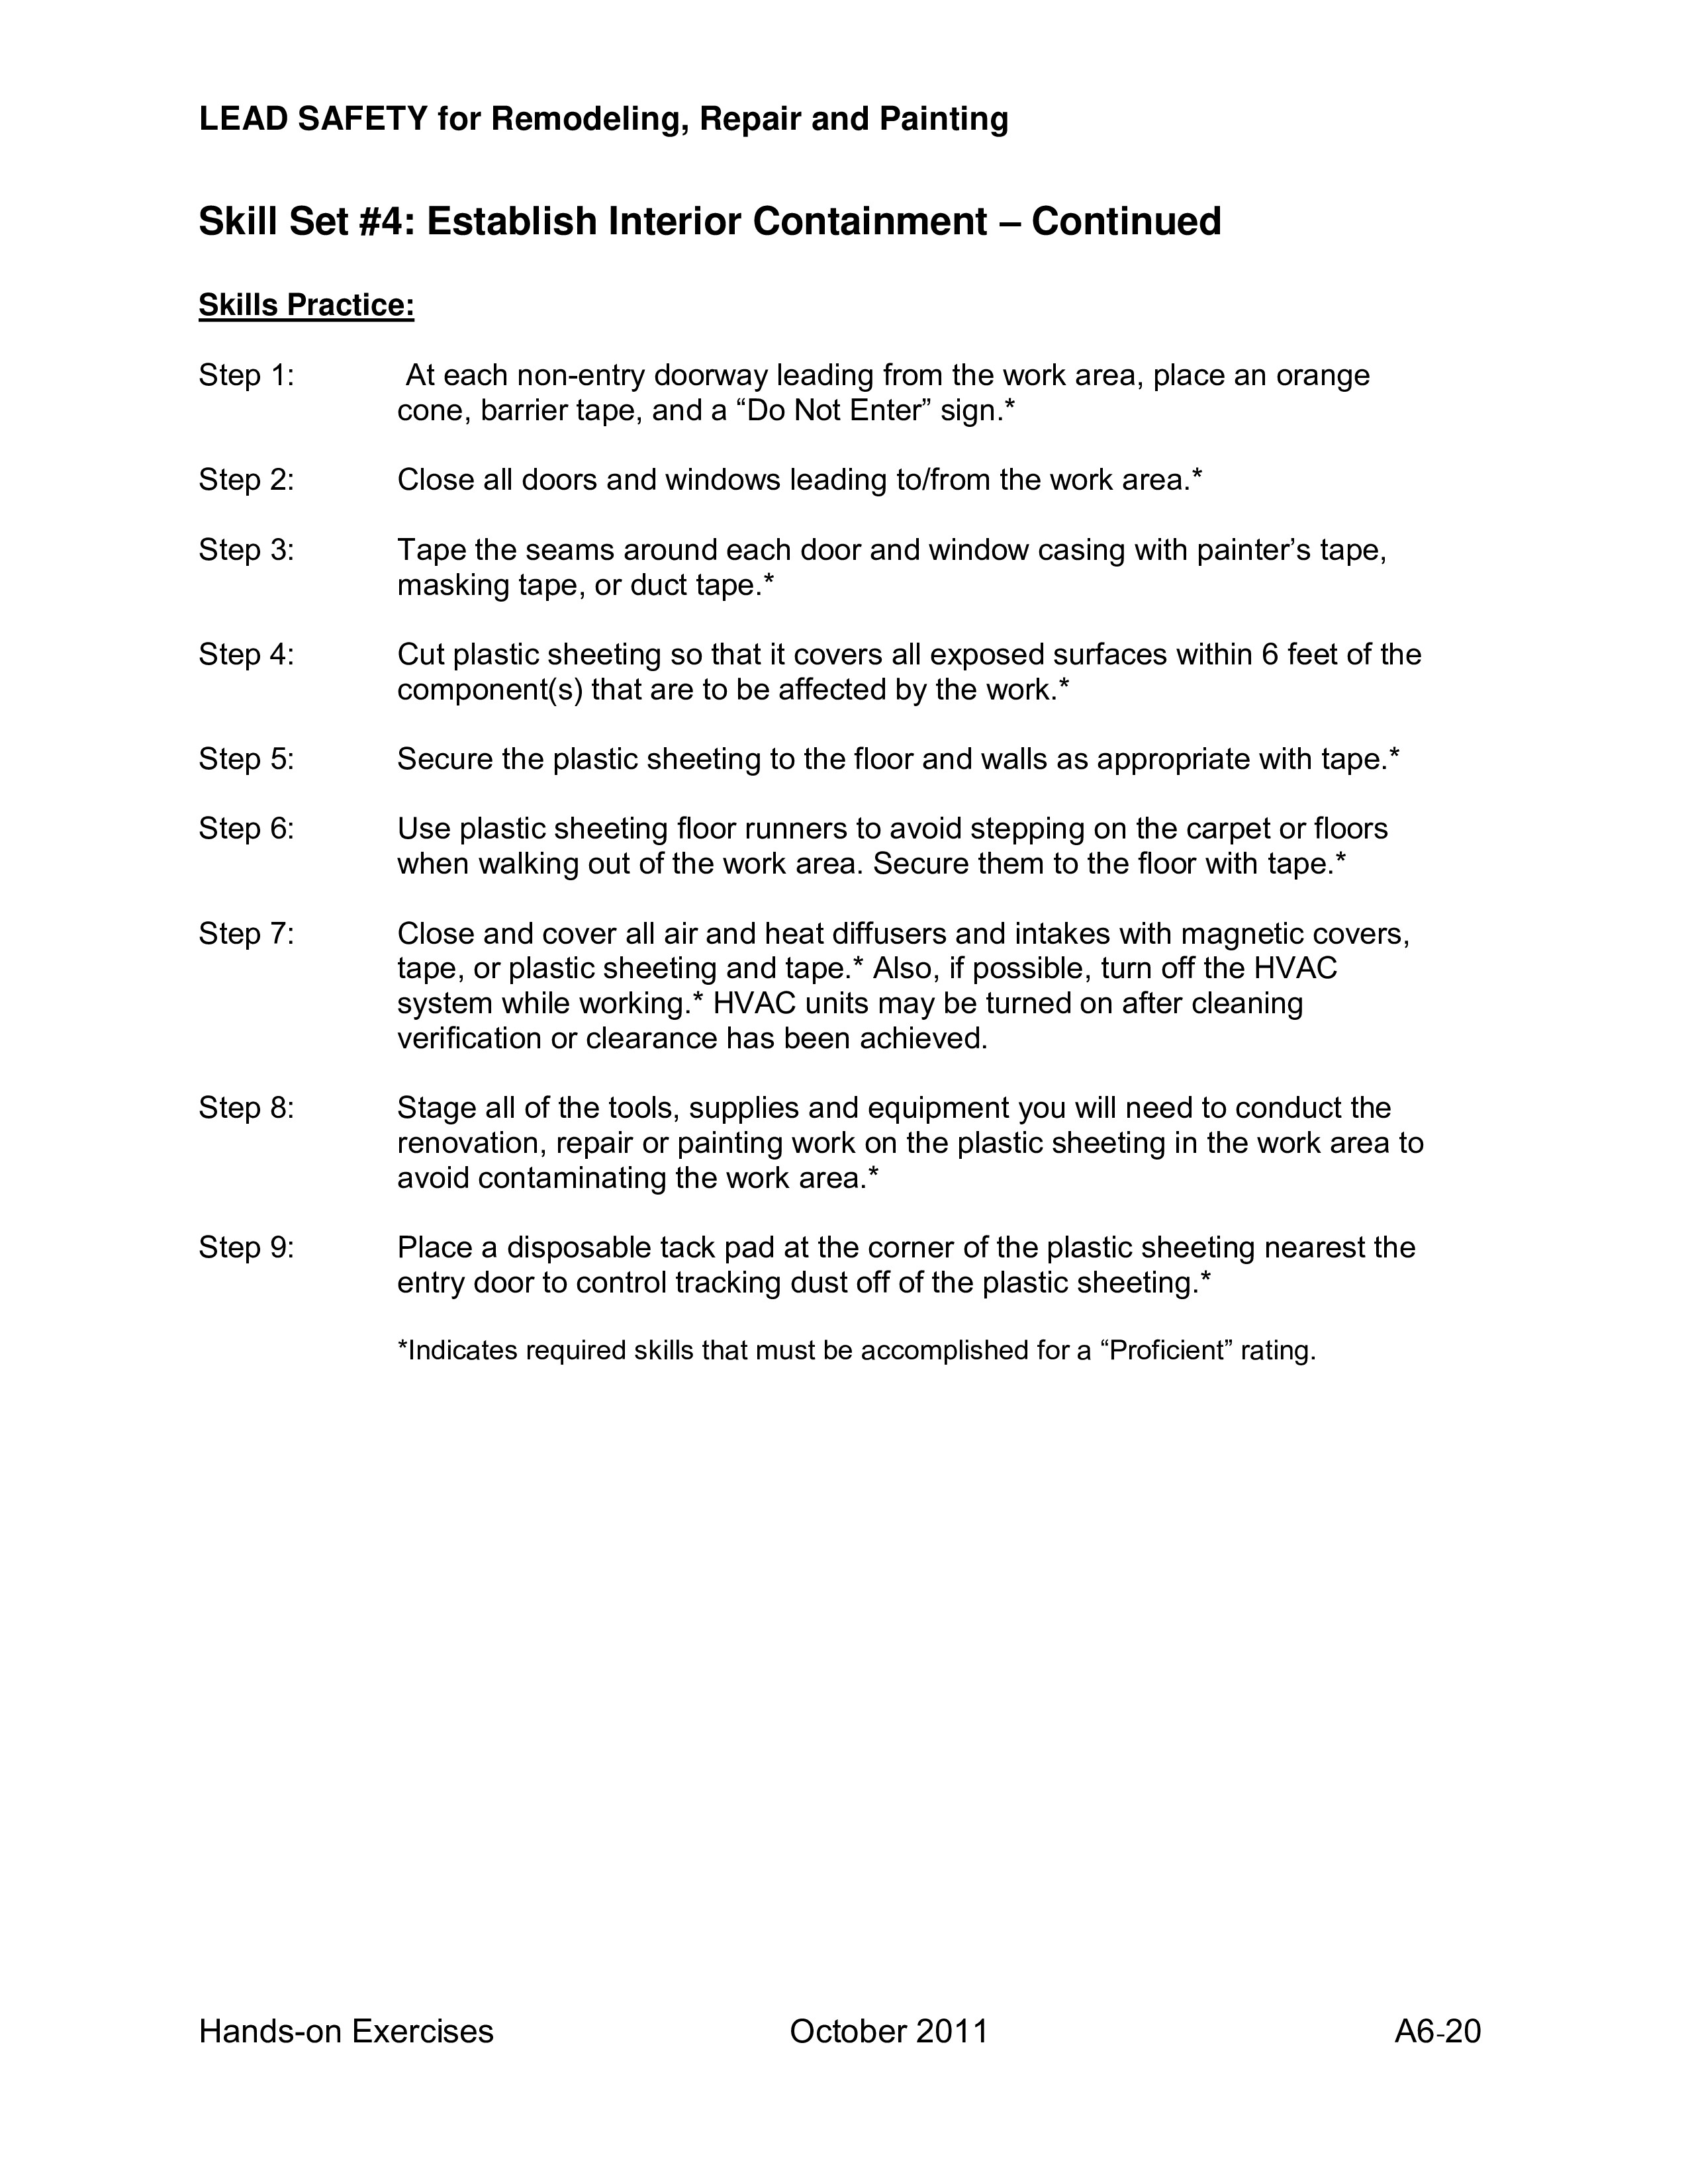 LEAD SAFETY for Remodeling, Repair and Painting
Skill Set #4: Establish Interior Containment – Continued
Skills Practice:
Step 1: At each non-entry doorway leading from the work area, place an orange
cone, barrier tape, and a “Do Not Enter” sign.*
Step 2: Close all doors and windows leading to/from the work area.*
Step 3: Tape the seams around each door and window casing with painter’s tape,
masking tape, or duct tape.*
Step 4: Cut plastic sheeting so that it covers all exposed surfaces within 6 feet of the
component(s) that are to be affected by the work.*
Step 5: Secure the plastic sheeting to the floor and walls as appropriate with tape.*
Step 6: Use plastic sheeting floor runners to avoid stepping on the carpet or floors
when walking out of the work area. Secure them to the floor with tape.*
Step 7: Close and cover all air and heat diffusers and intakes with magnetic covers,
tape, or plastic sheeting and tape.* Also, if possible, turn off the HVAC
system while working.* HVAC units may be turned on after cleaning
verification or clearance has been achieved.
Step 8: Stage all of the tools, supplies and equipment you will need to conduct the
renovation, repair or painting work on the plastic sheeting in the work area to
avoid contaminating the work area.*
Step 9: Place a disposable tack pad at the corner of the plastic sheeting nearest the
entry door to control tracking dust off of the plastic sheeting.*
*Indicates required skills that must be accomplished for a “Proficient” rating.
Hands-on Exercises October 2011 A6-20